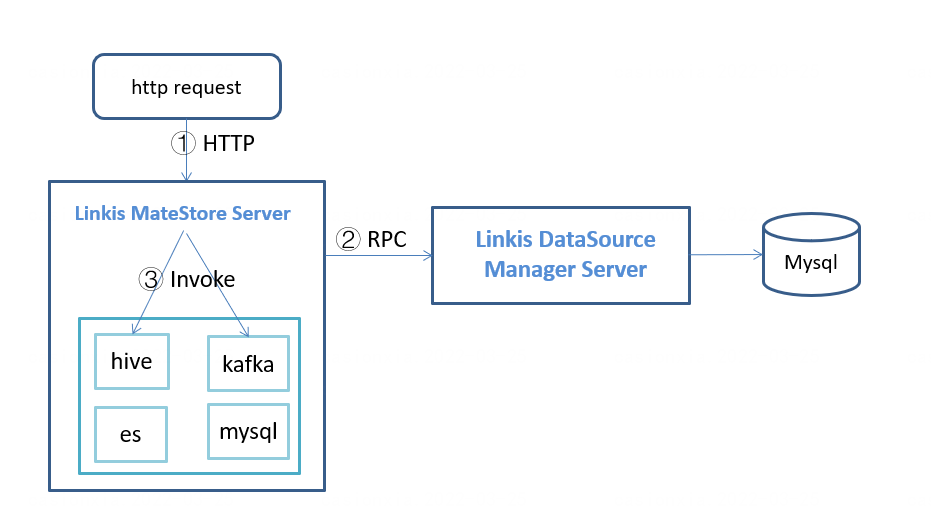 http request
① HTTP
Linkis MateStore Server
② RPC
Linkis DataSource
Manager Server
Mysql
③ Invoke
hive
kafka
es
mysql